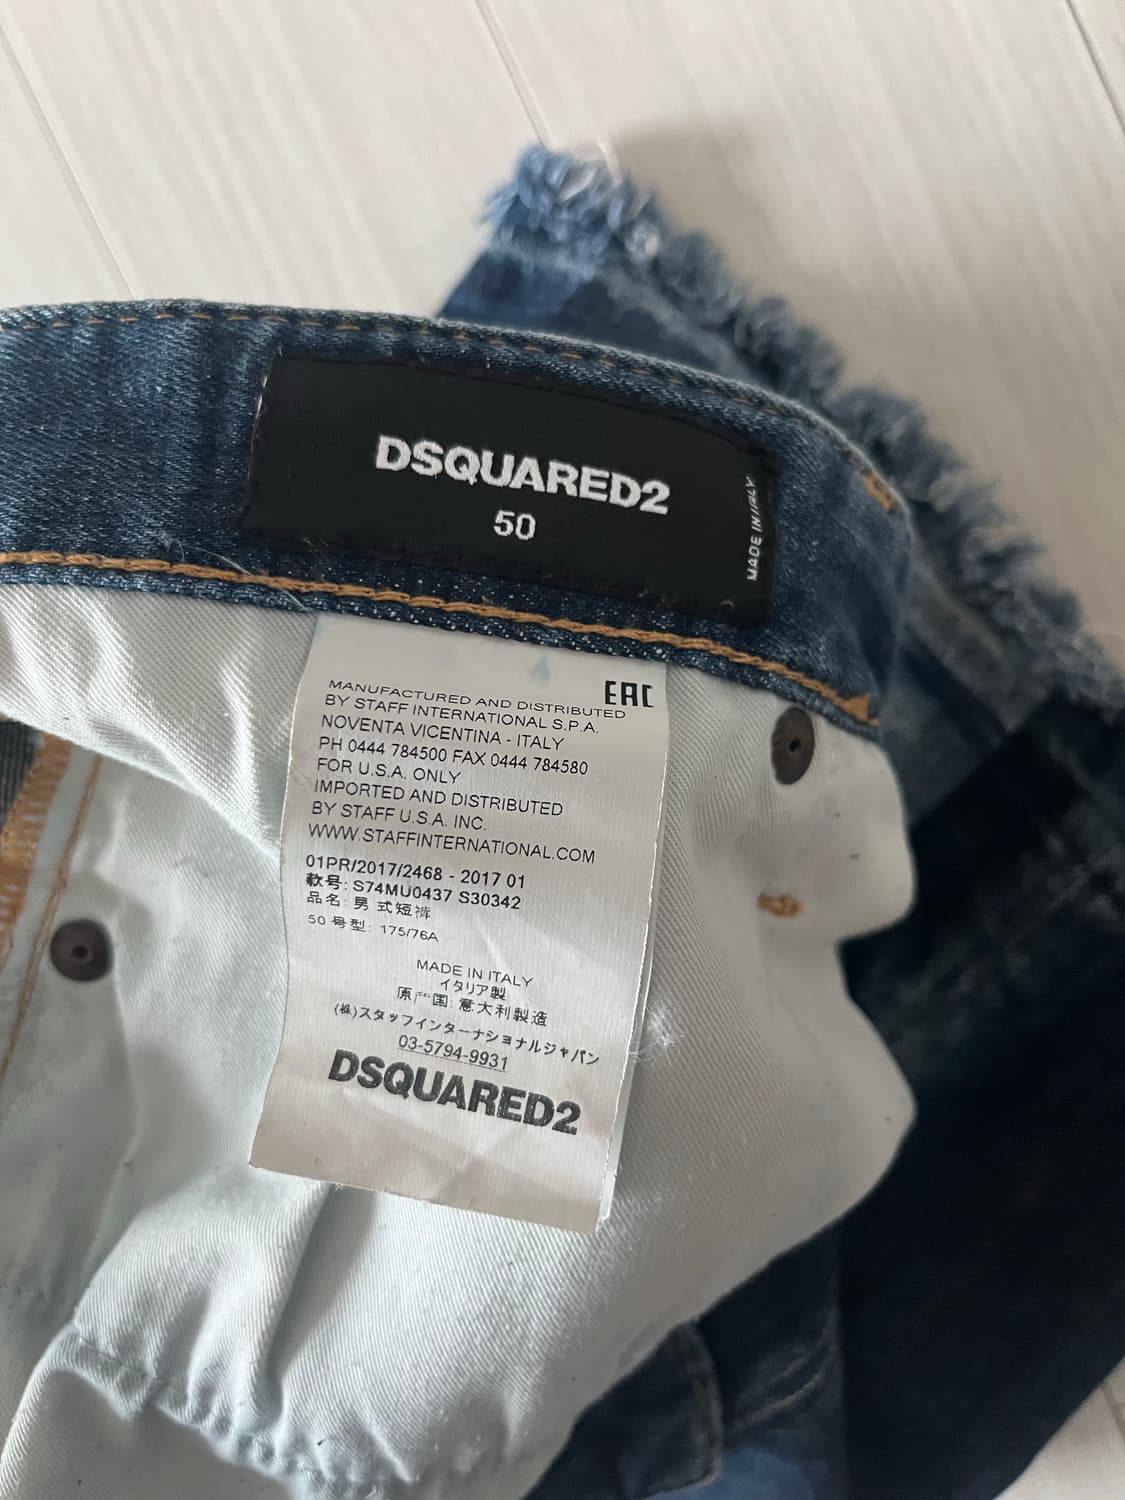 DSQUARED2
50
MADE IN ITALY
EAC
MANUFACTURED AND DISTRIBUTED
BY STAFF INTERNATIONAL S.P.A.
NOVENTA VICENTINA - ITALY
PH 0444 784500 FAX 0444 784580
FOR U.S.A. ONLY
IMPORTED AND DISTRIBUTED
BY STAFF U.S.A. INC.
WWW.STAFFINTERNATIONAL.COM
01PR/2017/2468 - 2017 01
款号: S74MU0437 S30342
品名: 男式短裤
50 号型: 175/76A
MADE IN ITALY
イタリア製
原产国: 意大利製造
(株)スタッフインターナショナルジャパン
03-5794-9931
DSQUARED2